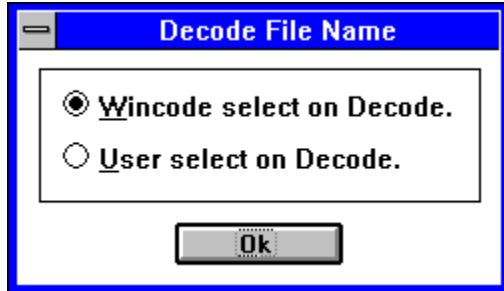 Decode File Name
Wincode select on Decode.
User select on Decode.
Ok